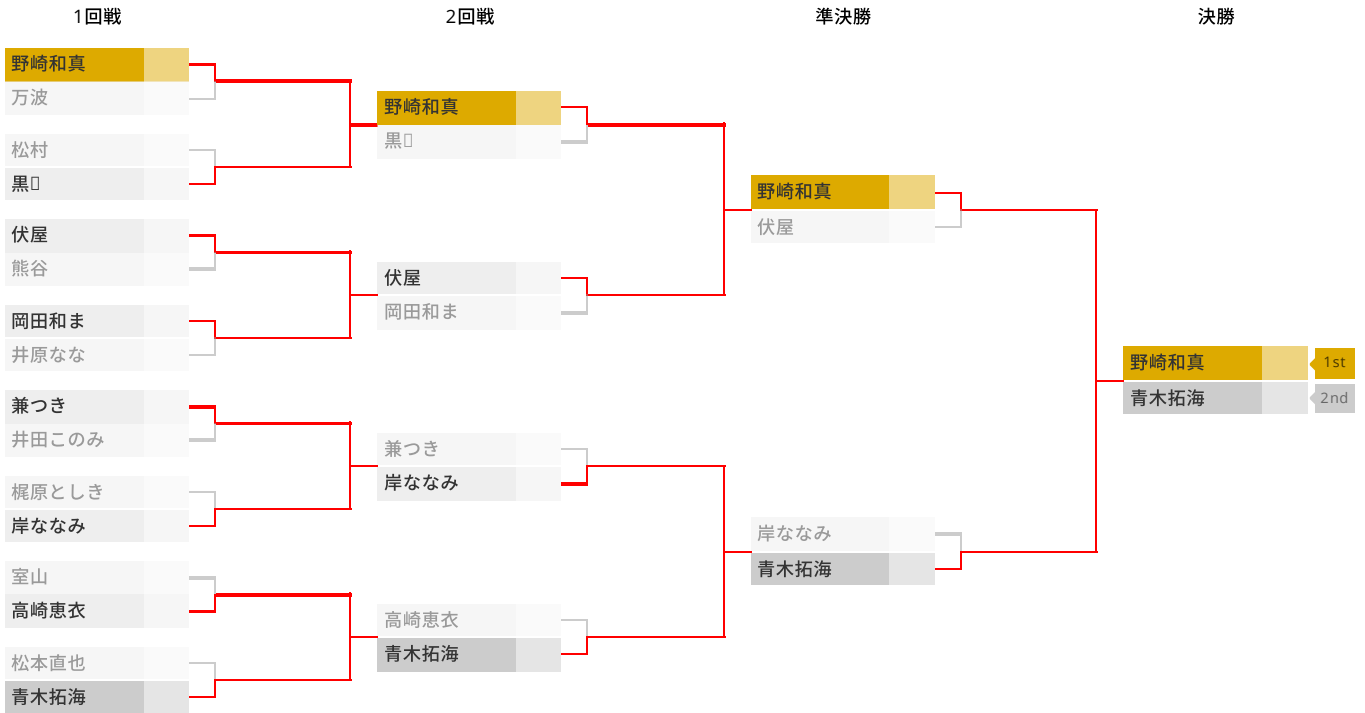 1回戦
2回戦
準決勝
決勝
野崎和真
万波
松村
黒
伏屋
熊谷
岡田和ま
井原なな
兼つき
井田このみ
梶原としき
岸ななみ
室山
高崎恵衣
松本直也
青木拓海
野崎和真
黒
伏屋
岡田和ま
兼つき
岸ななみ
高崎恵衣
青木拓海
野崎和真
伏屋
岸ななみ
青木拓海
野崎和真 1st
青木拓海 2nd